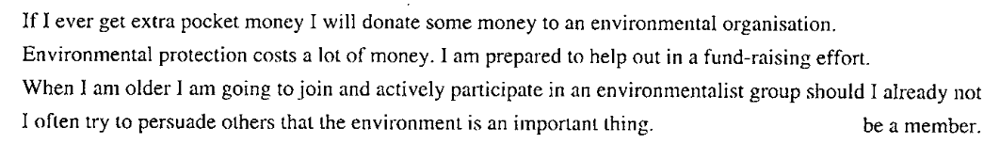 If I ever get extra pocket money I will donate some money to an environmental organisation.
Environmental protection costs a lot of money. I am prepared to help out in a fund-raising effort.
When I am older I am going to join and actively participate in an environmentalist group should I already not
be a member.
I often try to persuade others that the environment is an important thing.